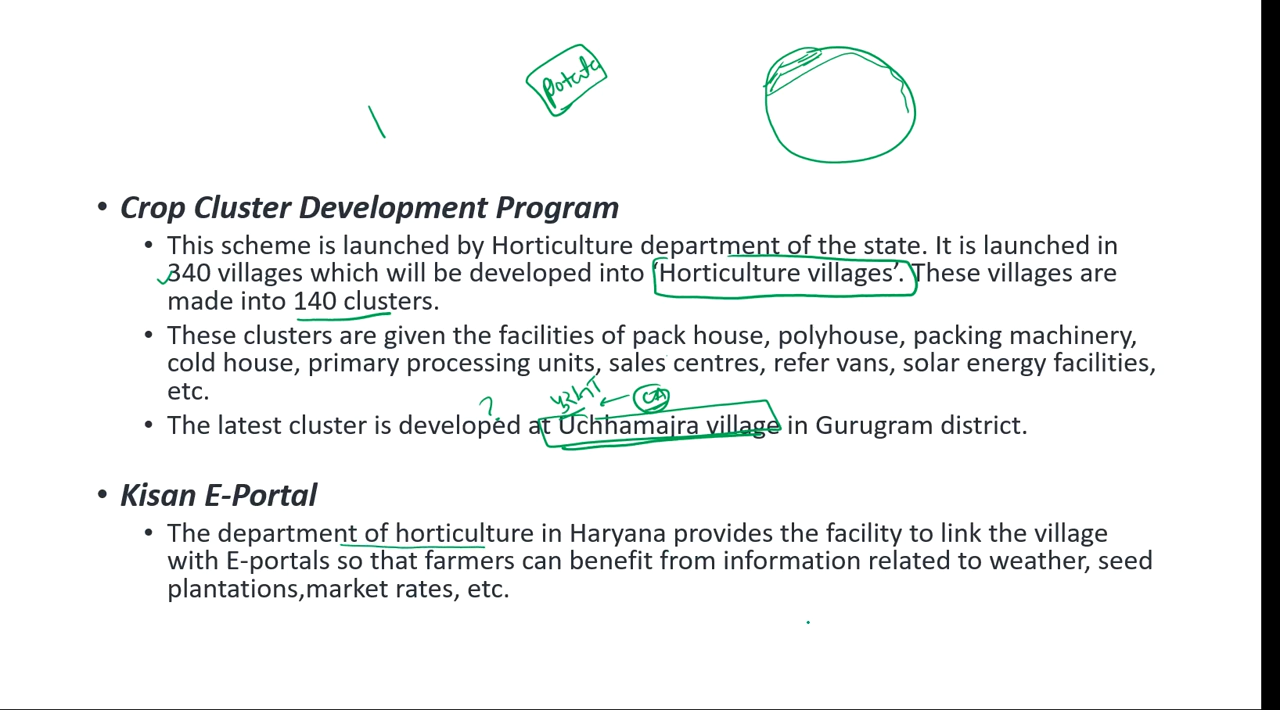 potato
• Crop Cluster Development Program
• This scheme is launched by Horticulture department of the state. It is launched in
340 villages which will be developed into ‘Horticulture villages’. These villages are
made into 140 clusters.
• These clusters are given the facilities of pack house, polyhouse, packing machinery,
cold house, primary processing units, sales centres, refer vans, solar energy facilities,
etc.
?
CA
• The latest cluster is developed at Uchhamajra village in Gurugram district.
• Kisan E-Portal
• The department of horticulture in Haryana provides the facility to link the village
with E-portals so that farmers can benefit from information related to weather, seed
plantations,market rates, etc.